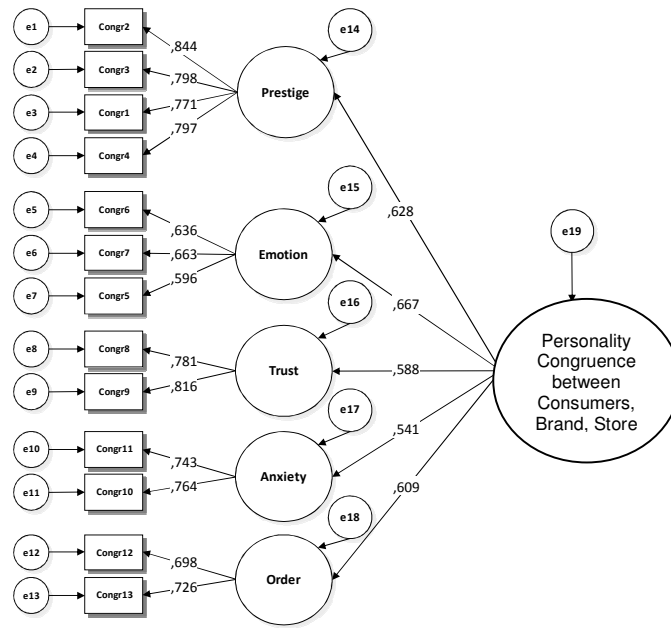 e1
Congr2
,844
e14
e2
Congr3
,798
Prestige
e3
Congr1
,771
e4
Congr4
,797
e5
Congr6
,636
e15
,628
e6
Congr7
,663
Emotion
e7
Congr5
,596
e19
,667
e8
Congr8
,781
e16
e9
Congr9
,816
Trust
,588
Personality
Congruence
between
Consumers,
Brand, Store
e10
Congr11
,743
e17
,541
e11
Congr10
,764
Anxiety
,609
e12
Congr12
,698
e18
e13
Congr13
,726
Order